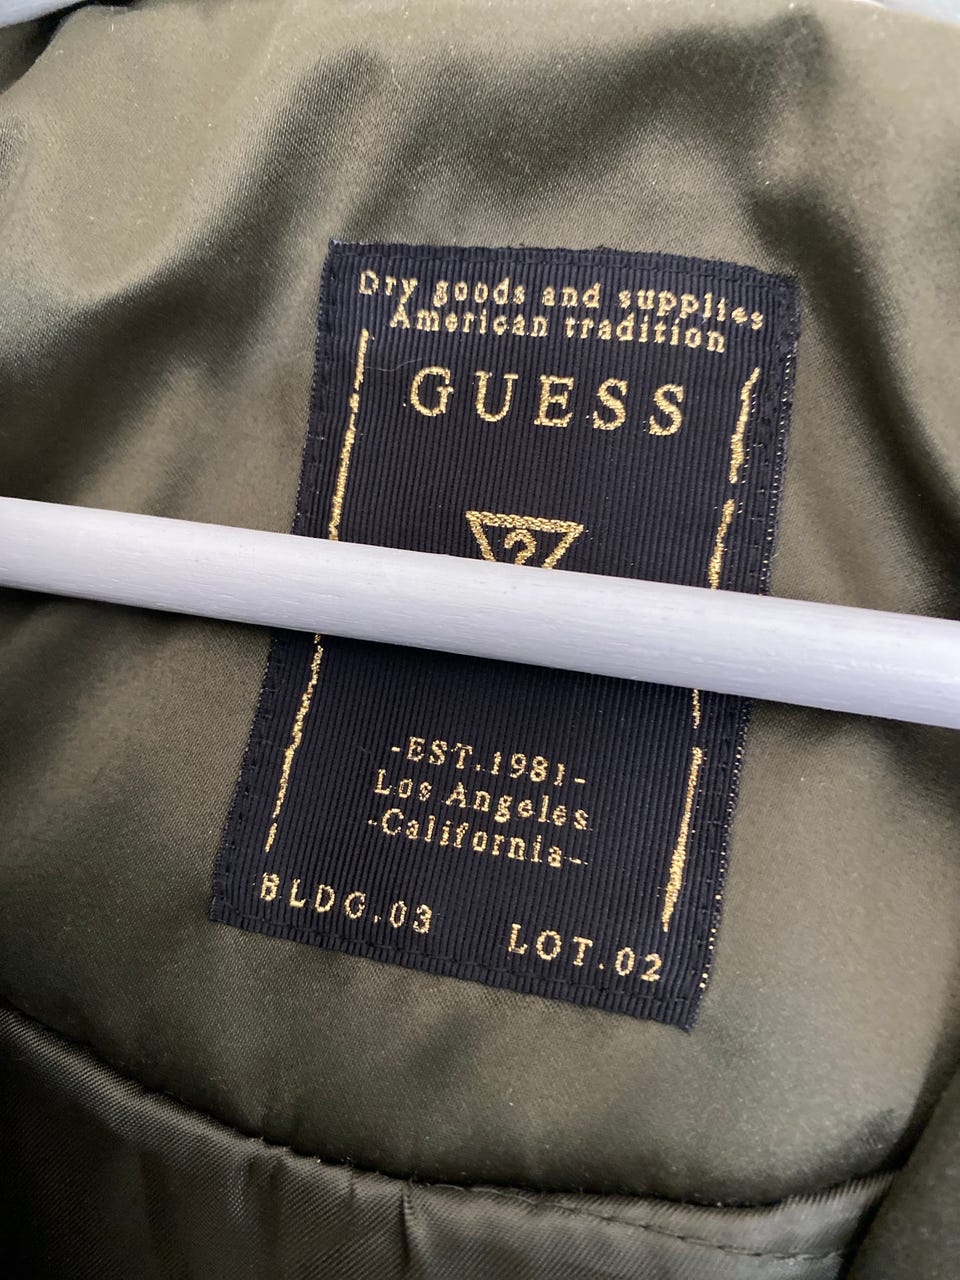 Dry goods and supplies
American tradition
GUESS
?
-EST.1981-
Los Angeles
-California-
BLDG.03 LOT.02